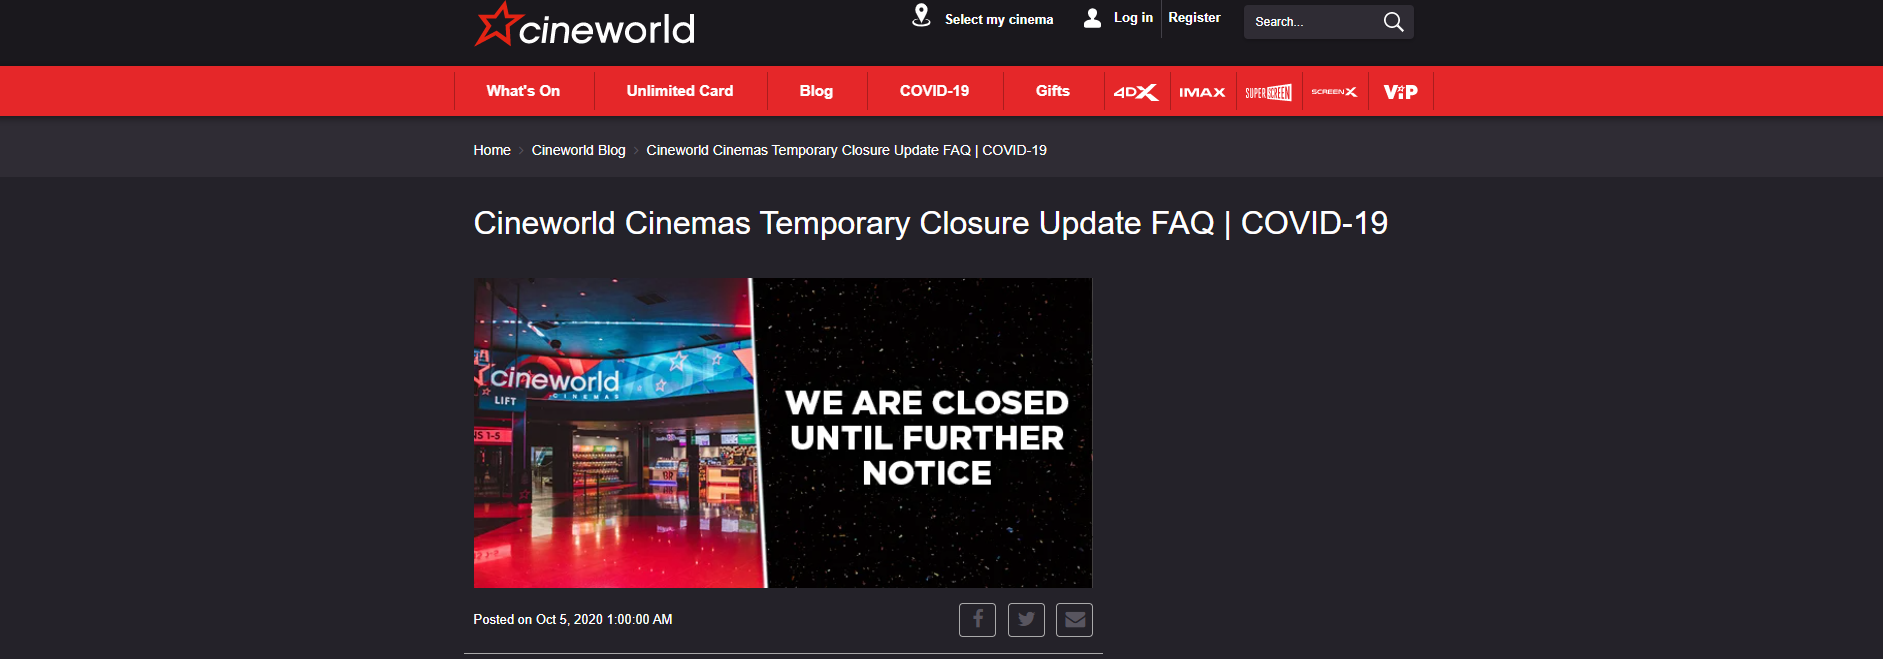 cineworld
Select my cinema
Log in
Register
Search...
What's On
Unlimited Card
Blog
COVID-19
Gifts
4DX
IMAX
SUPERSCREEN
SCREENX
ViP
Home > Cineworld Blog > Cineworld Cinemas Temporary Closure Update FAQ | COVID-19
Cineworld Cinemas Temporary Closure Update FAQ | COVID-19
cineworld
CINEMAS
LIFT
NS 1-5
WE ARE CLOSED
UNTIL FURTHER
NOTICE
Posted on Oct 5, 2020 1:00:00 AM